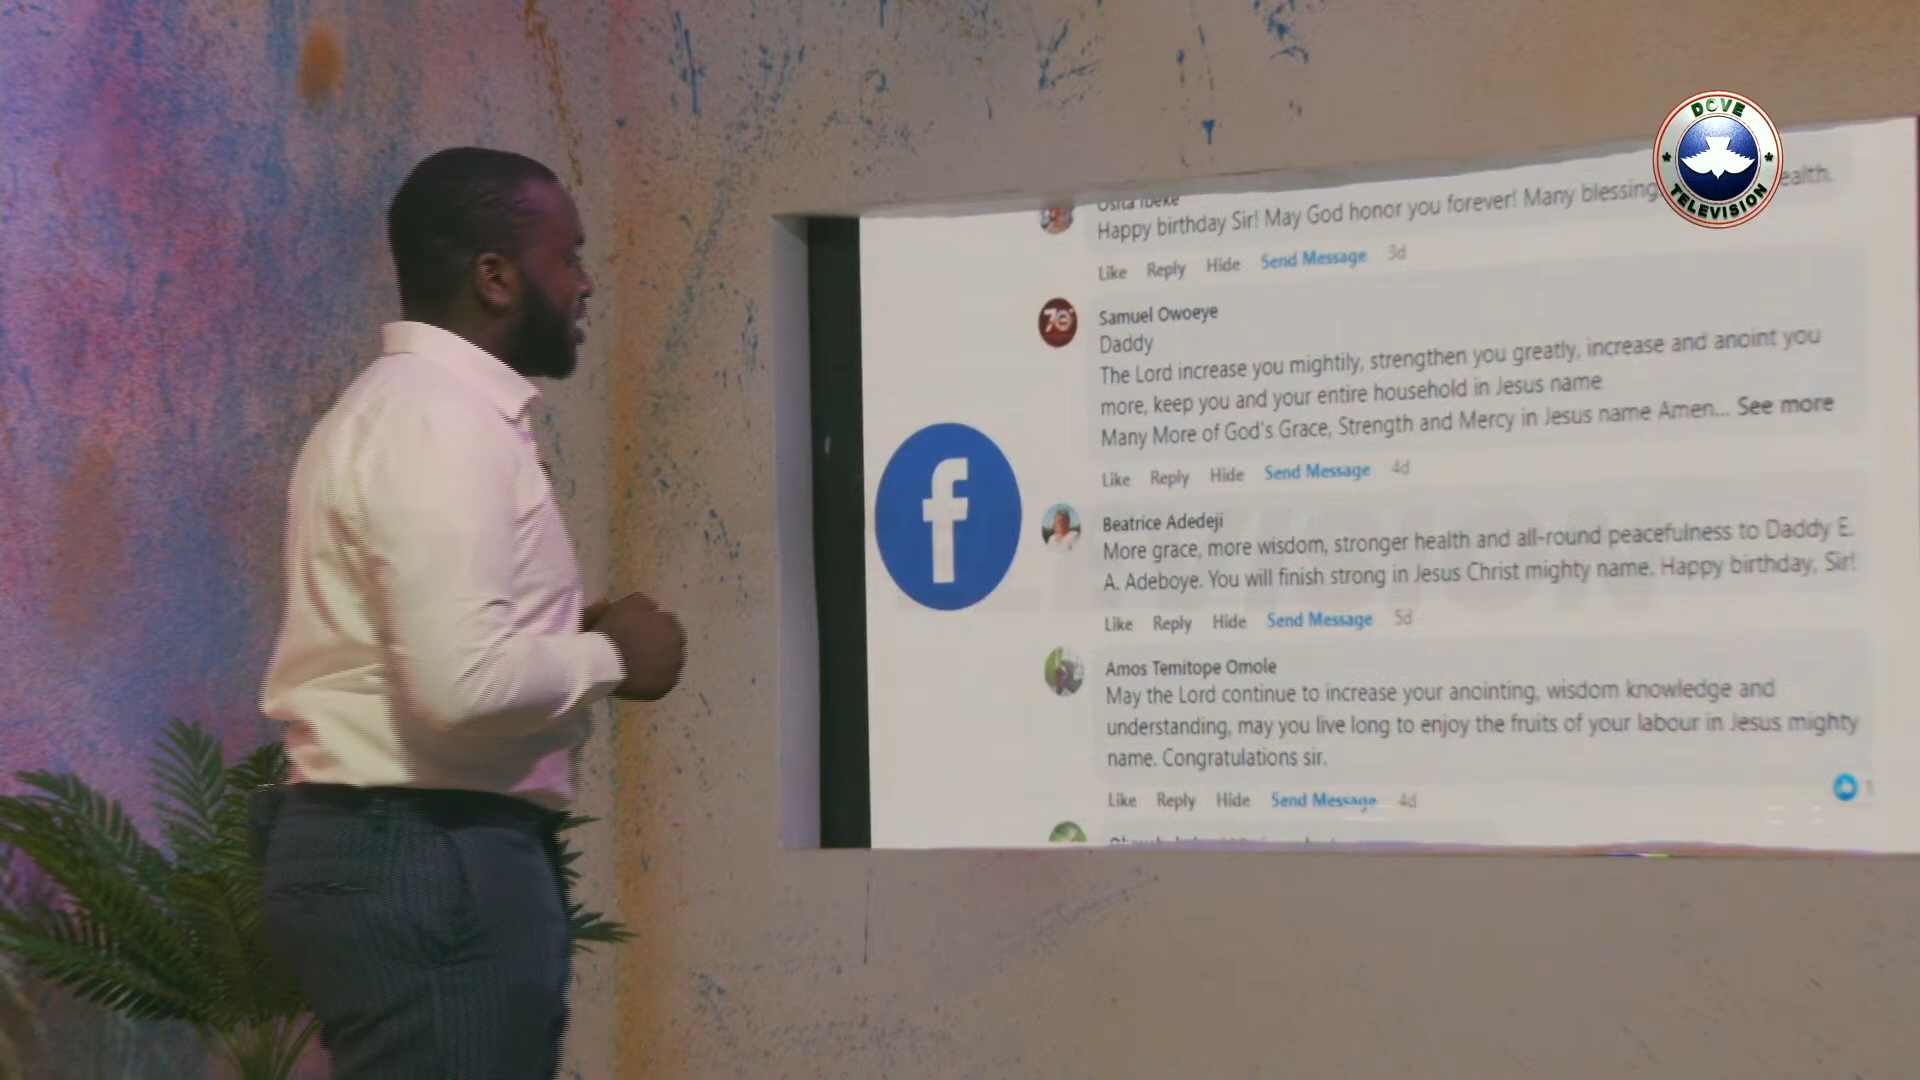 DOVE
TELEVISION
Happy birthday Sir! May God honor you forever! Many blessing ealth.
Like Reply Hide Send Message 3d
Samuel Owoeye
Daddy
The Lord increase you mightily, strengthen you greatly, increase and anoint you
more, keep you and your entire household in Jesus name
Many More of God's Grace, Strength and Mercy in Jesus name Amen... See more
Like Reply Hide Send Message 4d
f
Beatrice Adedeji
More grace, more wisdom, stronger health and all-round peacefulness to Daddy E.
A. Adeboye. You will finish strong in Jesus Christ mighty name. Happy birthday, Sir!
Like Reply Hide Send Message 5d
Amos Temitope Omole
May the Lord continue to increase your anointing, wisdom knowledge and
understanding, may you live long to enjoy the fruits of your labour in Jesus mighty
name. Congratulations sir.
Like Reply Hide Send Message 4d
1